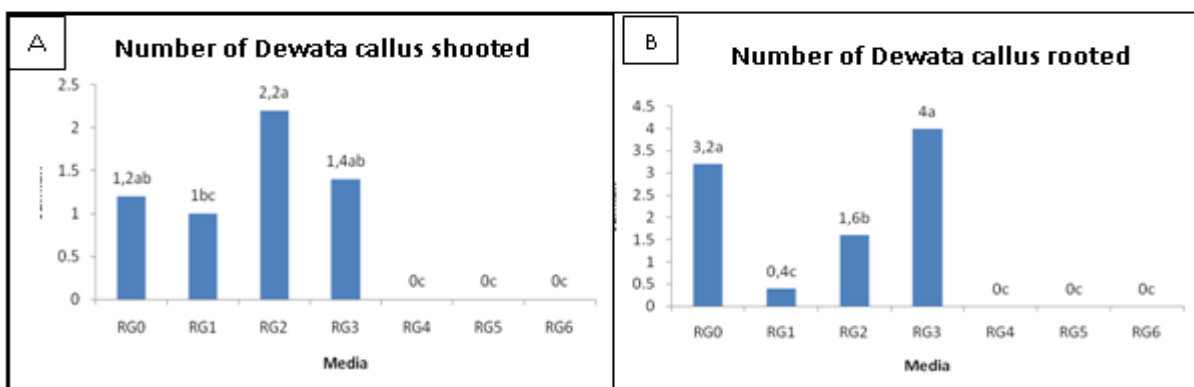 A
Number of Dewata callus shooted
2.5
2
1.5
1
0.5
0
1,2ab
1bc
2,2a
1,4ab
0c
0c
0c
RG0 RG1 RG2 RG3 RG4 RG5 RG6
Media
B
Number of Dewata callus rooted
4.5
4
3.5
3
2.5
2
1.5
1
0.5
0
3,2a
0,4c
1,6b
4a
0c
0c
0c
RG0 RG1 RG2 RG3 RG4 RG5 RG6
Media